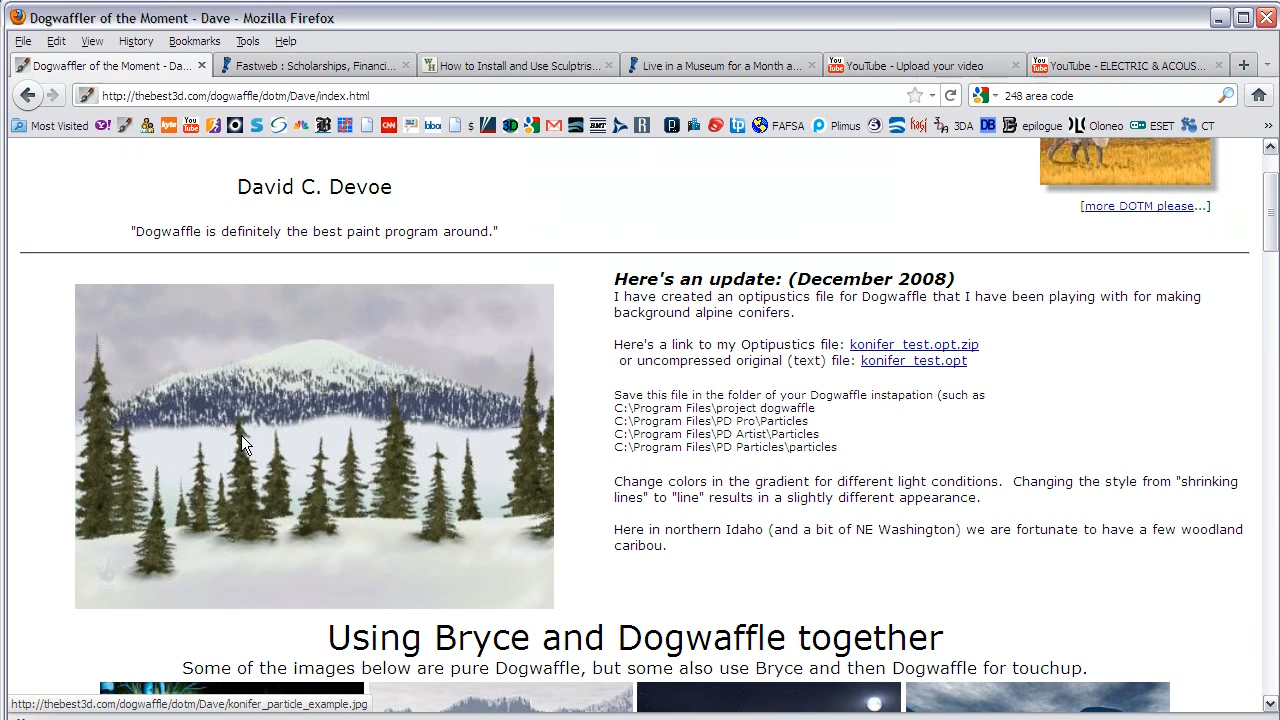 Dogwaffler of the Moment - Dave - Mozilla Firefox
File Edit View History Bookmarks Tools Help
Dogwaffler of the Moment - Da... Fastweb : Scholarships, Financi... How to Install and Use Sculptris... Live in a Museum for a Month a... YouTube - Upload your video YouTube - ELECTRIC & ACOUS...
http://thebest3d.com/dogwaffle/dotm/Dave/index.html 248 area code
Most Visited FAFSA Plimus 3DA epilogue Oloneo ESET CT
David C. Devoe
[more DOTM please...]
"Dogwaffle is definitely the best paint program around."
Here's an update: (December 2008)
I have created an optipustics file for Dogwaffle that I have been playing with for making
background alpine conifers.
Here's a link to my Optipustics file: konifer_test.opt.zip
or uncompressed original (text) file: konifer_test.opt
Save this file in the folder of your Dogwaffle instapation (such as
C:\Program Files\project dogwaffle
C:\Program Files\PD Pro\Particles
C:\Program Files\PD Artist\Particles
C:\Program Files\PD Particles\particles
Change colors in the gradient for different light conditions. Changing the style from "shrinking
lines" to "line" results in a slightly different appearance.
Here in northern Idaho (and a bit of NE Washington) we are fortunate to have a few woodland
caribou.
Using Bryce and Dogwaffle together
Some of the images below are pure Dogwaffle, but some also use Bryce and then Dogwaffle for touchup.
http://thebest3d.com/dogwaffle/dotm/Dave/konifer_particle_example.jpg